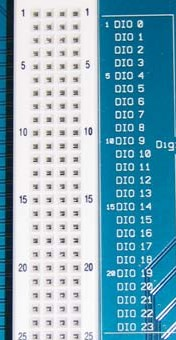 1 1 1 DIO 0
DIO 1
DIO 2
DIO 3
5 5 5 DIO 4
DIO 5
DIO 6
DIO 7
DIO 8
10 10 10 DIO 9
DIO 10 Digi
DIO 11
DIO 12
DIO 13
15 15 15 DIO 14
DIO 15
DIO 16
DIO 17
DIO 18
20 20 20 DIO 19
DIO 20
DIO 21
DIO 22
DIO 23
25 25